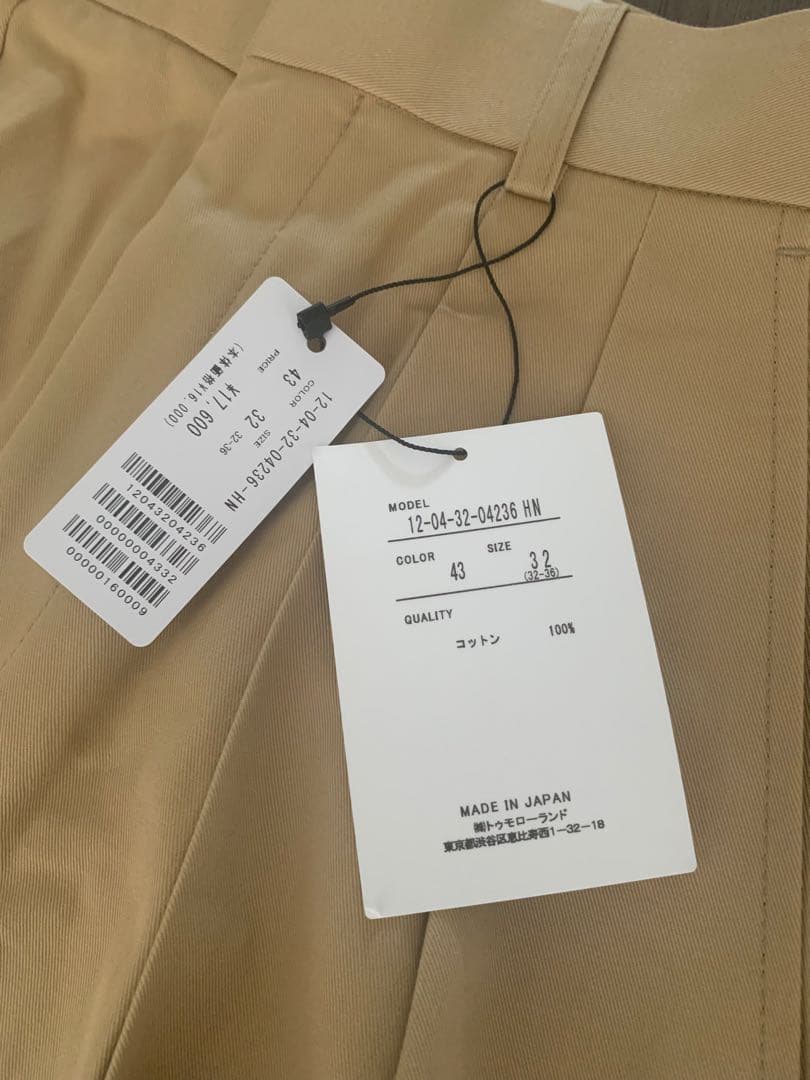 12-04-32-04236-HN
COLOR SIZE
43 32 32-36
PRICE
¥17,600
(本体価格¥16,000)
12043204236
00000004332
00000160009
MODEL
12-04-32-04236 HN
COLOR SIZE
43 32
(32-36)
QUALITY
コットン 100%
MADE IN JAPAN
㈱トゥモローランド
東京都渋谷区恵比寿西1-32-18